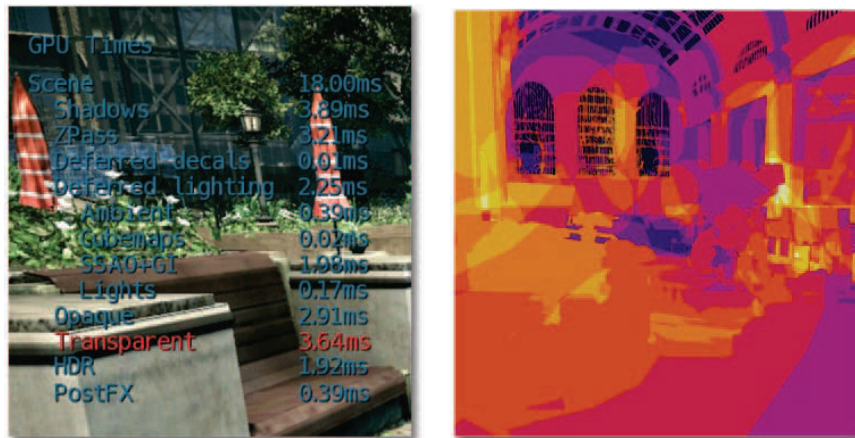 GPU Times
Scene 18.00ms
Shadows 3.89ms
ZPass 3.21ms
Deferred decals 0.01ms
Deferred lighting 2.25ms
Ambient 0.39ms
Cubemaps 0.02ms
SSAO+GI 1.98ms
Lights 0.17ms
Opaque 2.91ms
Transparent 3.64ms
HDR 1.92ms
PostFX 0.39ms